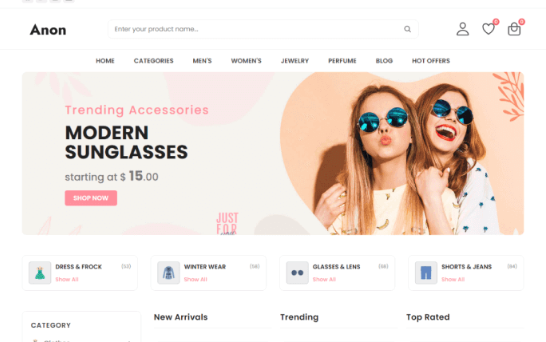 Anon
Enter your product name...
0
0
HOME CATEGORIES MEN'S WOMEN'S JEWELRY PERFUME BLOG HOT OFFERS
Trending Accessories
MODERN
SUNGLASSES
starting at $ 15.00
SHOP NOW
JUST
FOR
DRESS & FROCK (53)
Show All
WINTER WEAR (58)
Show All
GLASSES & LENS (68)
Show All
SHORTS & JEANS (84)
Show All
CATEGORY
New Arrivals
Trending
Top Rated